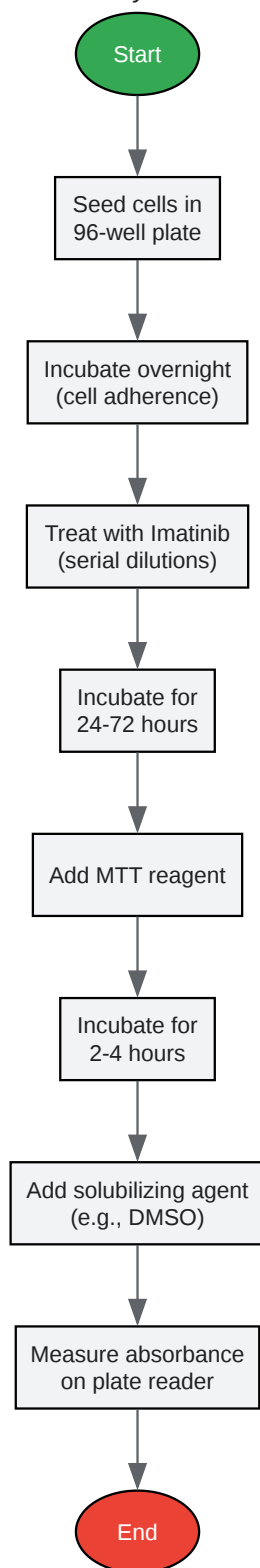 Start
Seed cells in
96-well plate
Incubate overnight
(cell adherence)
Treat with Imatinib
(serial dilutions)
Incubate for
24-72 hours
Add MTT reagent
Incubate for
2-4 hours
Add solubilizing agent
(e.g., DMSO)
Measure absorbance
on plate reader
End